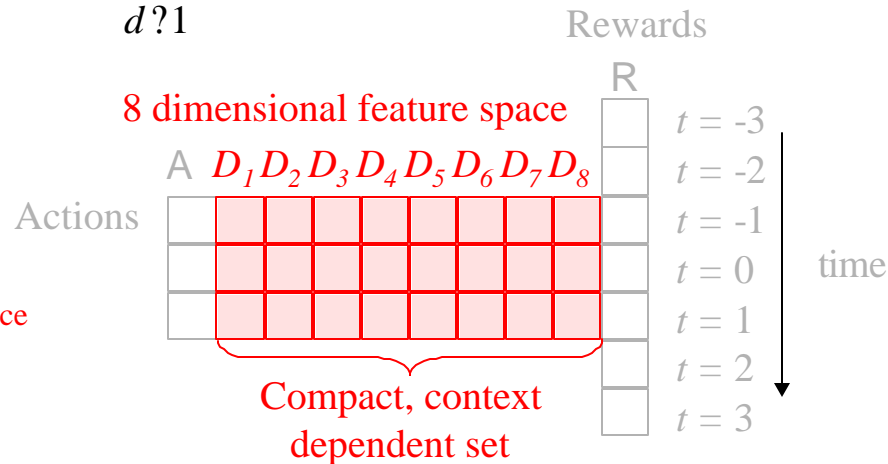 d ?1
Rewards
R
8 dimensional feature space
A D1 D2 D3 D4 D5 D6 D7 D8
t = -3
t = -2
Actions
t = -1
t = 0
time
ce
t = 1
t = 2
Compact, context
dependent set
t = 3